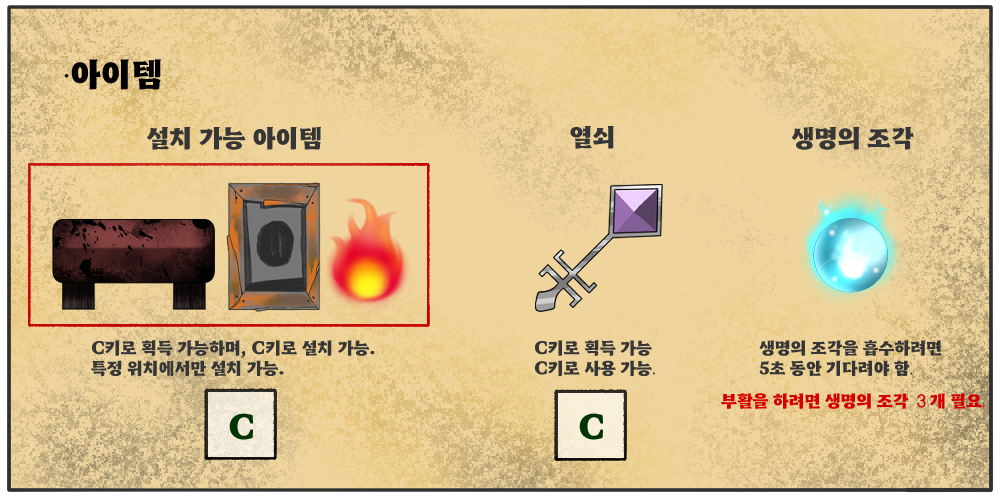 ·아이템
설치 가능 아이템
열쇠
생명의 조각
C키로 획득 가능하며, C키로 설치 가능.
특정 위치에서만 설치 가능.
C
C키로 획득 가능
C키로 사용 가능.
C
생명의 조각을 흡수하려면
5초 동안 기다려야 함.
부활을 하려면 생명의 조각 3개 필요.